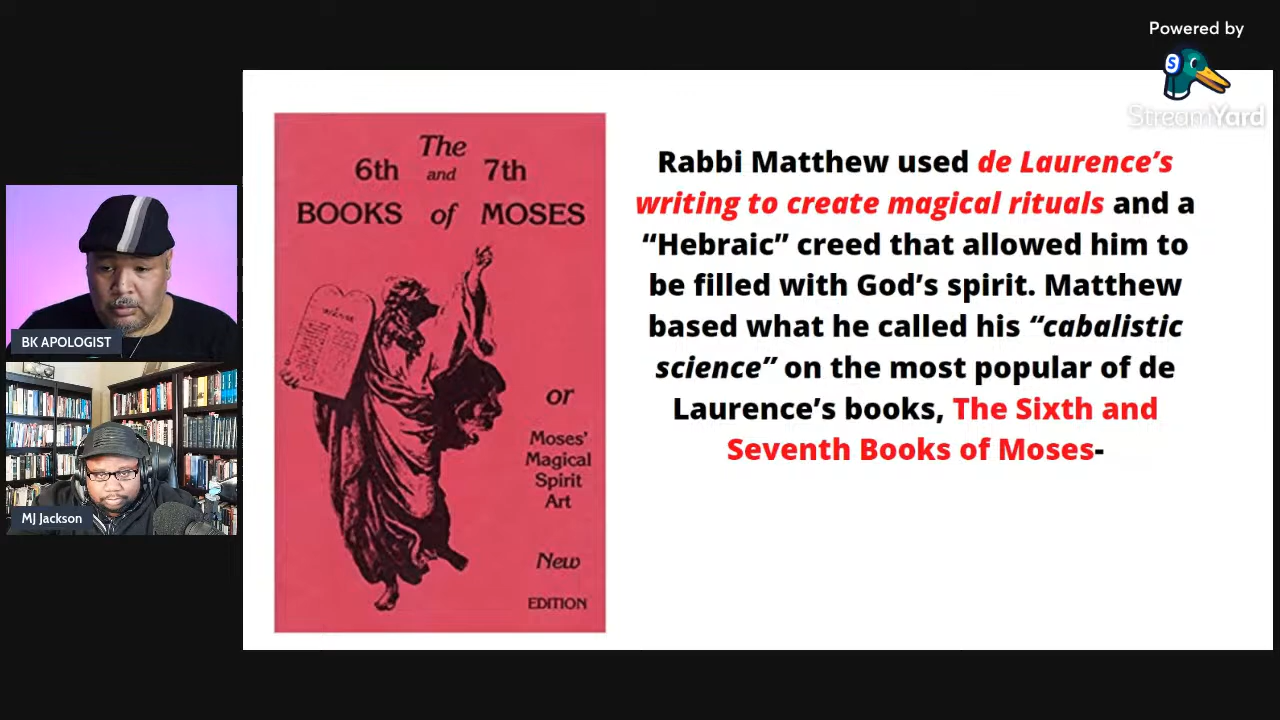 Powered by
S
StreamYard
The
6th and 7th
BOOKS of MOSES
or
Moses'
Magical
Spirit
Art
New
EDITION
Rabbi Matthew used de Laurence’s
writing to create magical rituals and a
“Hebraic” creed that allowed him to
be filled with God’s spirit. Matthew
based what he called his “cabalistic
science” on the most popular of de
Laurence’s books, The Sixth and
Seventh Books of Moses-
BK APOLOGIST
MJ Jackson